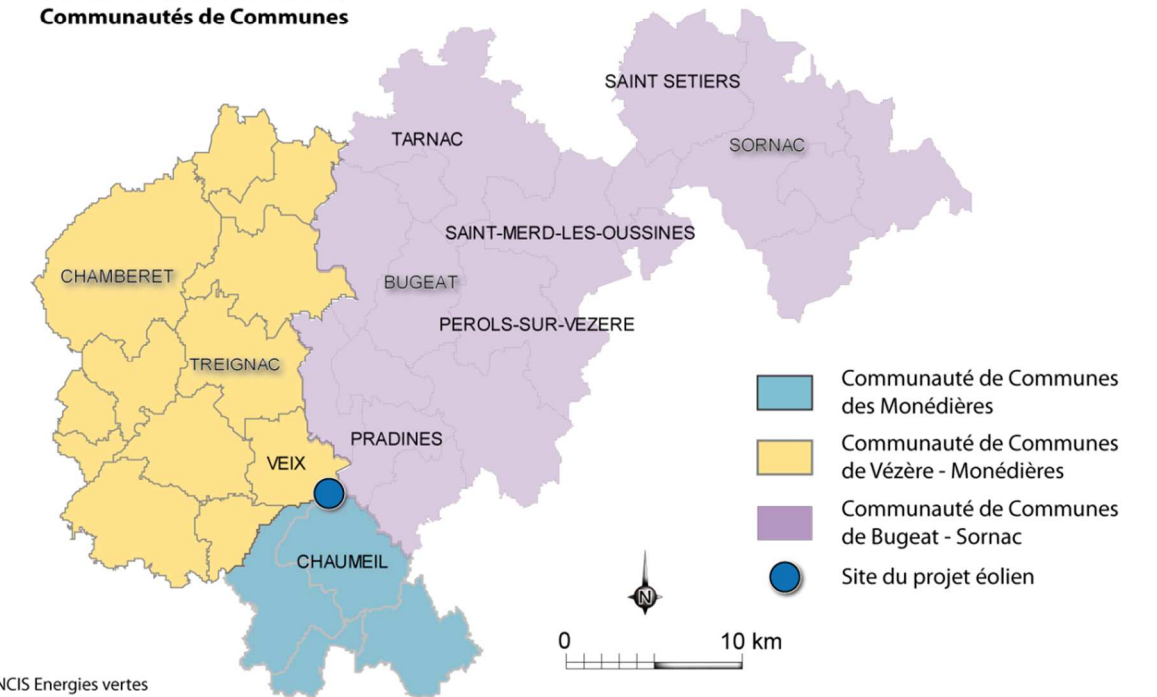 Communautés de Communes
SAINT SETIERS
TARNAC
SORNAC
SAINT-MERD-LES-OUSSINES
CHAMBERET
BUGEAT
PEROLS-SUR-VEZERE
TREIGNAC
Communauté de Communes
des Monédières
PRADINES
Communauté de Communes
de Vézère - Monédières
VEIX
Communauté de Communes
de Bugeat - Sornac
CHAUMEIL
Site du projet éolien
N
0 10 km
NCIS Energies vertes